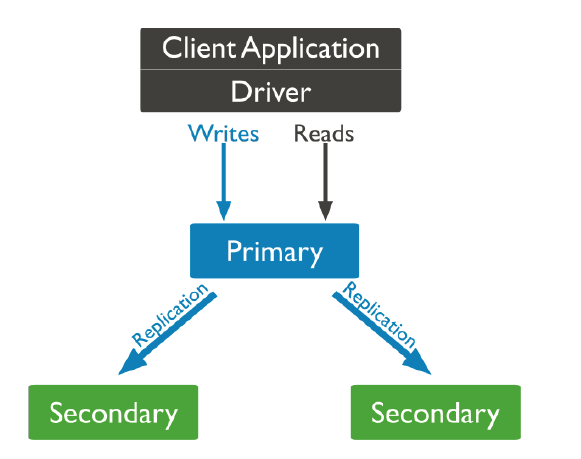 Client Application
Driver
Writes
Reads
Primary
Replication
Replication
Secondary
Secondary